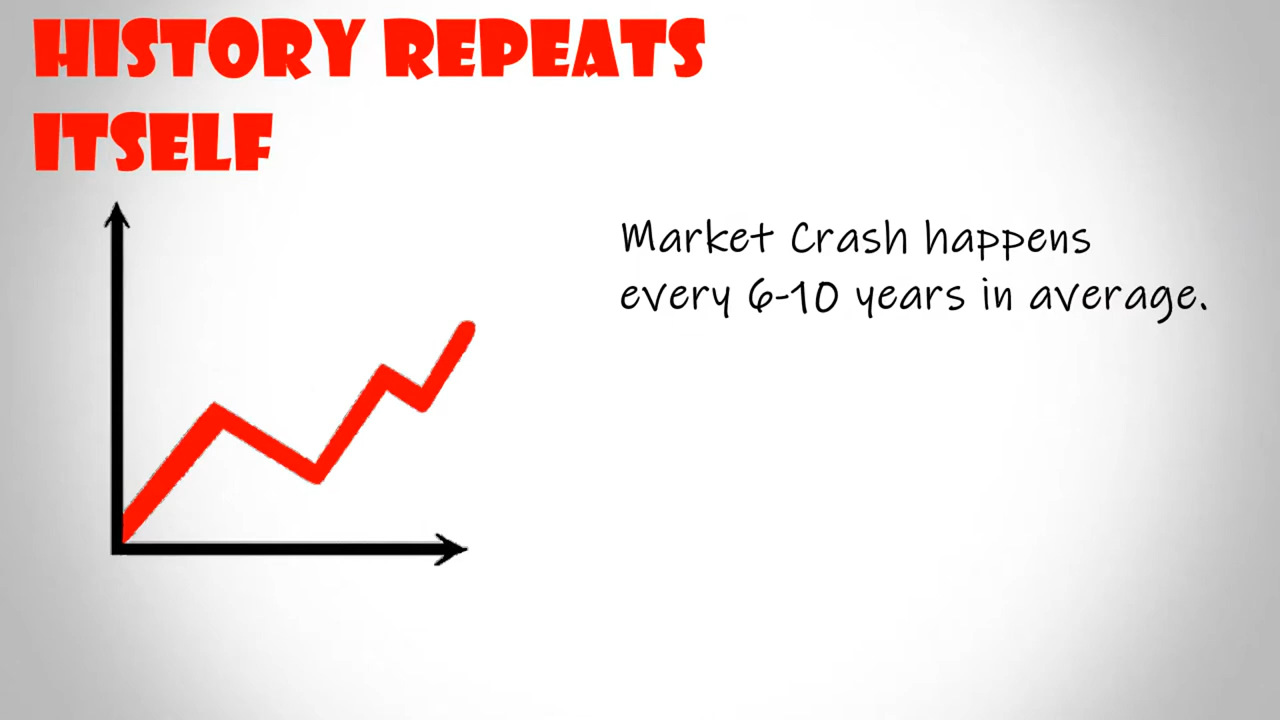 HISTORY REPEATS
ITSELF
Market Crash happens
every 6-10 years in average.